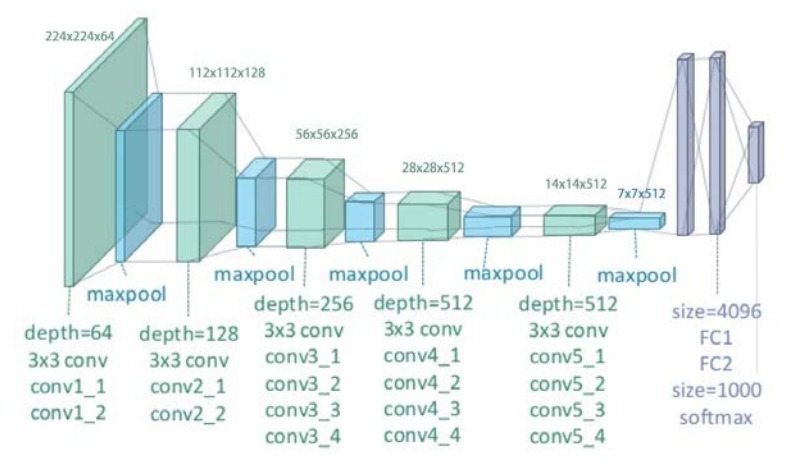 224x224x64
112x112x128
56x56x256
28x28x512
14x14x512
7x7x512
maxpool
maxpool
maxpool
maxpool
maxpool
depth=64
3x3 conv
conv1_1
conv1_2
depth=128
3x3 conv
conv2_1
conv2_2
depth=256
3x3 conv
conv3_1
conv3_2
conv3_3
conv3_4
depth=512
3x3 conv
conv4_1
conv4_2
conv4_3
conv4_4
depth=512
3x3 conv
conv5_1
conv5_2
conv5_3
conv5_4
size=4096
FC1
FC2
size=1000
softmax